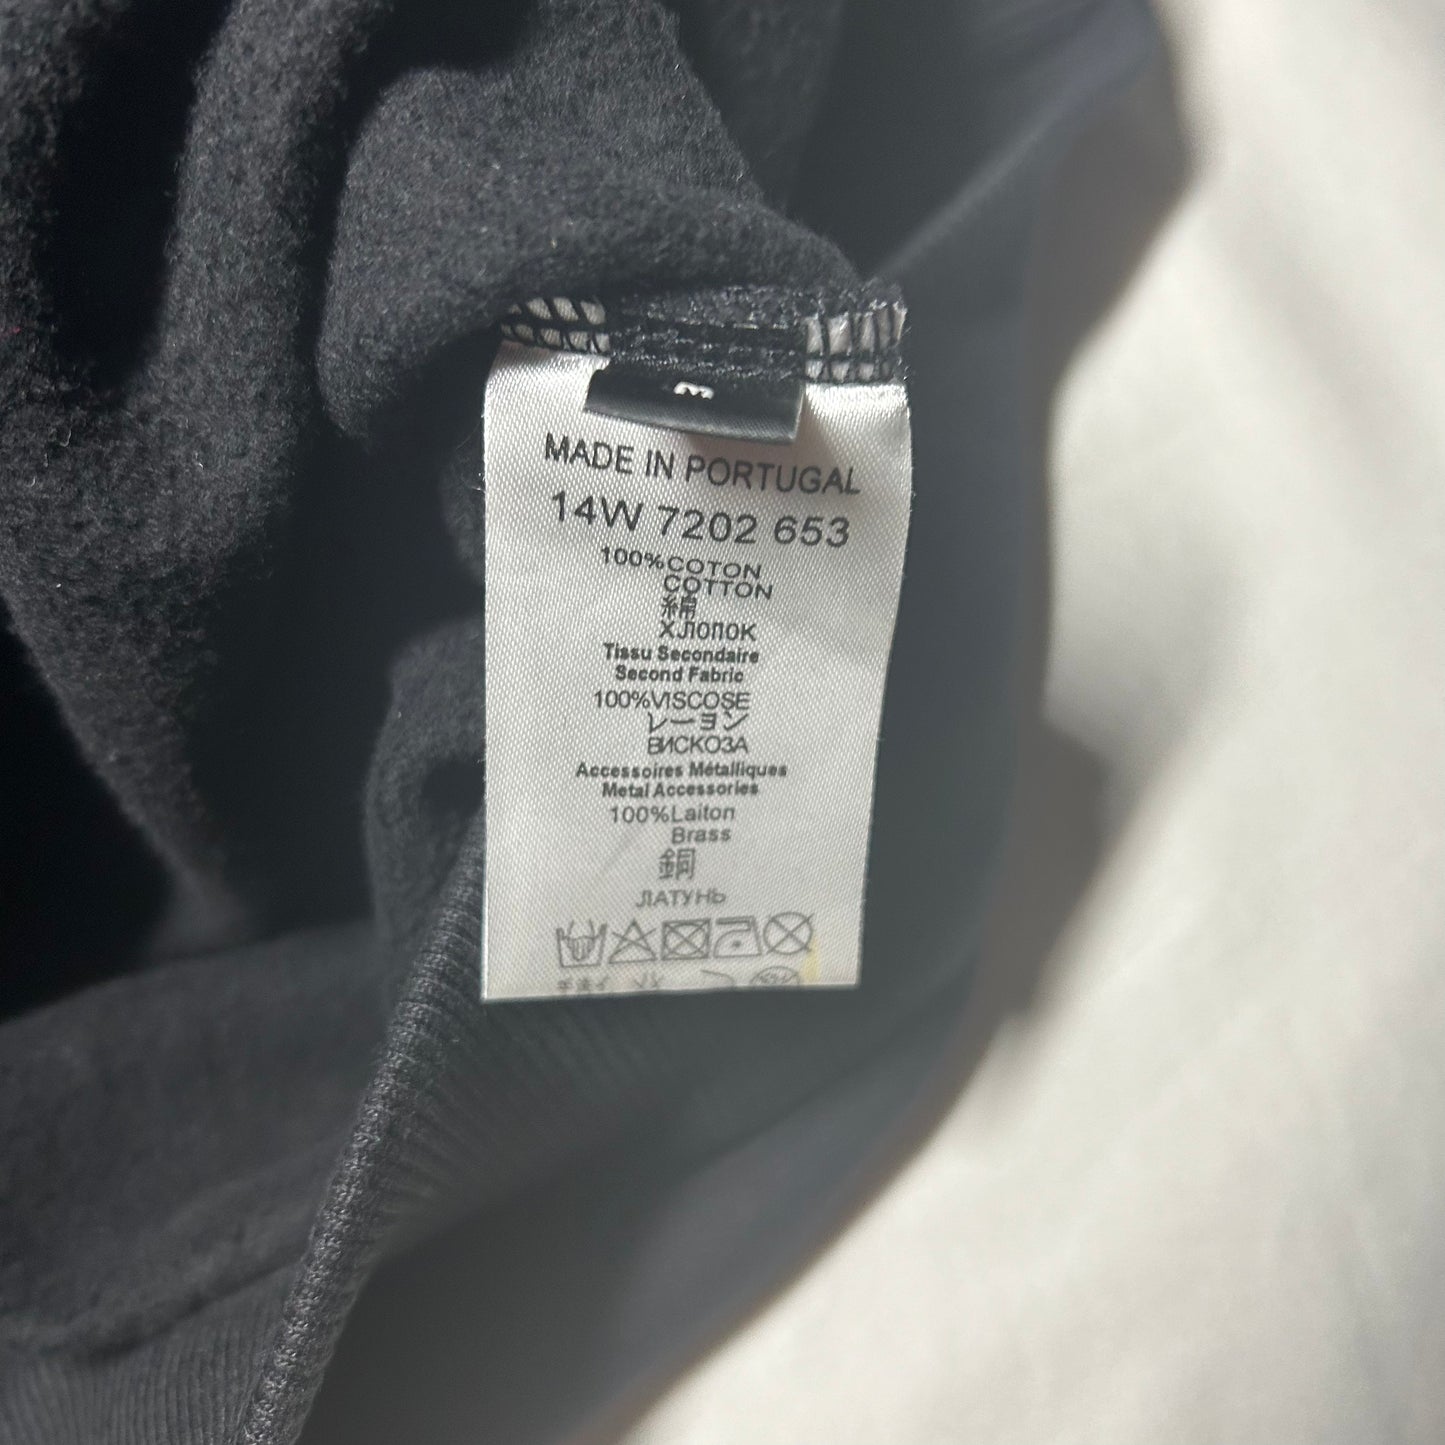 MADE IN PORTUGAL
14W 7202 653
100%COTON
COTTON
綿
ХЛОПОК
Tissu Secondaire
Second Fabric
100%VISCOSE
レーヨン
ВИСКОЗА
Accessoires Métalliques
Metal Accessories
100%Laiton
Brass
銅
ЛАТУНЬ